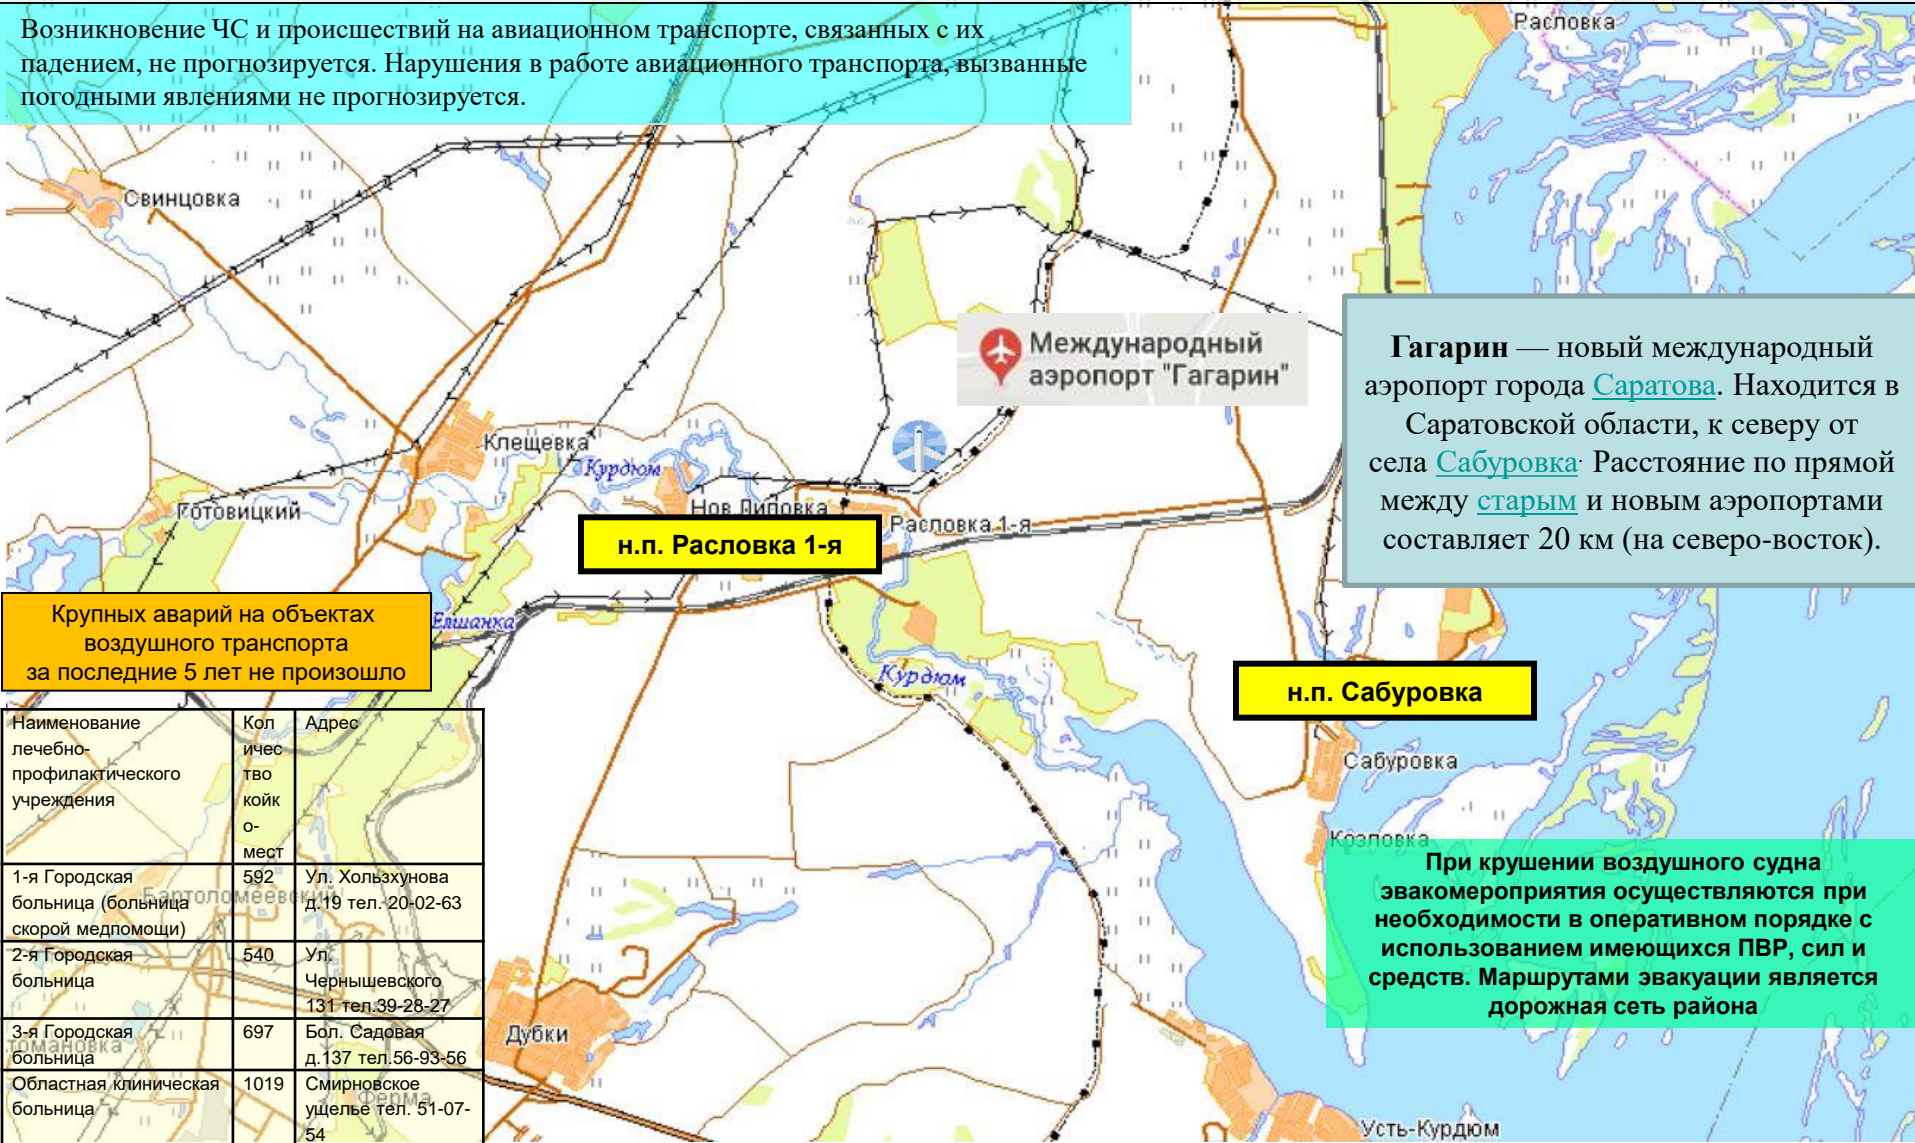 Возникновение ЧС и происшествий на авиационном транспорте, связанных с их
падением, не прогнозируется. Нарушения в работе авиационного транспорта, вызванные
погодными явлениями не прогнозируется.
Расловка
Свинцовка
Международный
аэропорт "Гагарин"
Гагарин — новый международный
аэропорт города Саратова. Находится в
Саратовской области, к северу от
села Сабуровка. Расстояние по прямой
между старым и новым аэропортами
составляет 20 км (на северо-восток).
Клещевка
Курдюм
Готовицкий
Нов.Липовка
Расловка 1-я
н.п. Расловка 1-я
Елшанка
Крупных аварий на объектах
воздушного транспорта
за последние 5 лет не произошло
Курдюм
н.п. Сабуровка
Сабуровка
Козловка
При крушении воздушного судна
эвакомероприятия осуществляются при
необходимости в оперативном порядке с
использованием имеющихся ПВР, сил и
средств. Маршрутами эвакуации является
дорожная сеть района
Наименование
лечебно-
профилактического
учреждения
Кол
ичес
тво
койк
о-
мест
Адрес
1-я Городская
больница (больница
скорой медпомощи)
592
Ул. Хользунова
д.19 тел. 20-02-63
Бартоломеевский
2-я Городская
больница
540
Ул.
Чернышевского
131 тел.39-28-27
3-я Городская
больница
697
Бол. Садовая
д.137 тел.56-93-56
Областная клиническая
больница
1019
Смирновское
ущелье тел. 51-07-
54
Ферма
Дубки
Усть-Курдюм